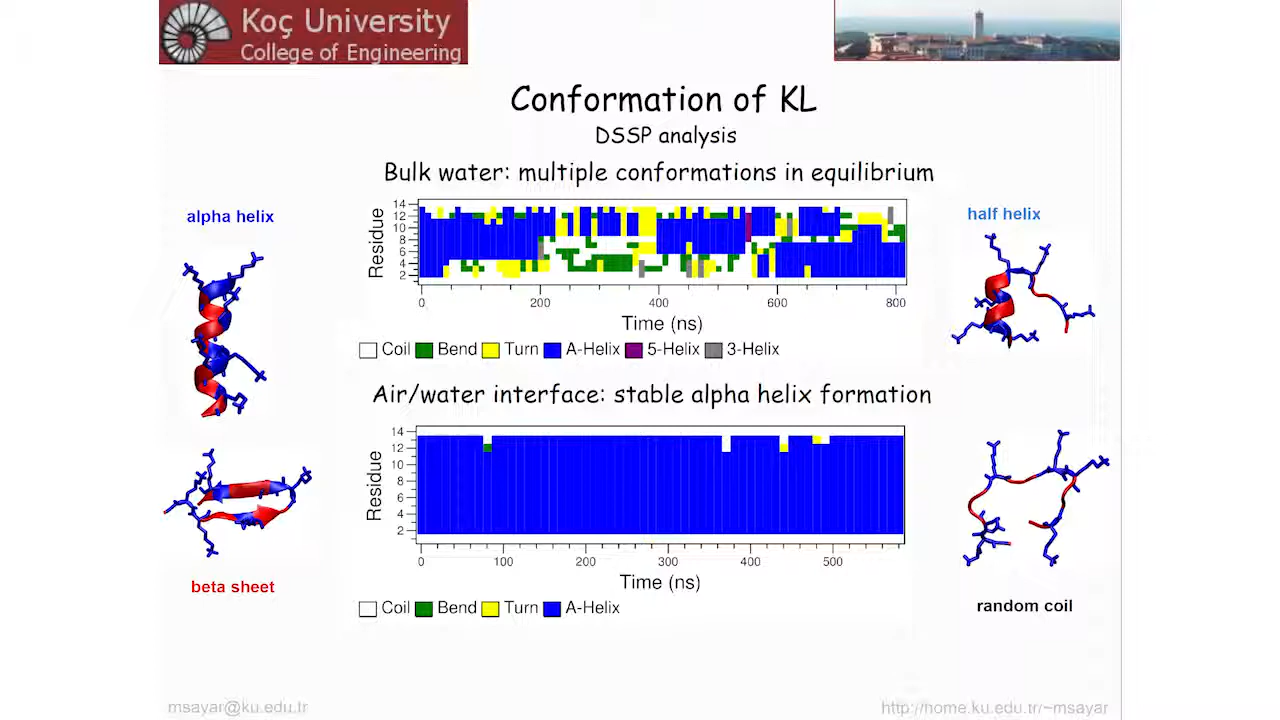 Koç University
College of Engineering
Conformation of KL
DSSP analysis
Bulk water: multiple conformations in equilibrium
alpha helix
half helix
Residue
14
12
10
8
6
4
2
0 200 400 600 800
Time (ns)
Coil Bend Turn A-Helix 5-Helix 3-Helix
Air/water interface: stable alpha helix formation
Residue
14
12
10
8
6
4
2
0 100 200 300 400 500
Time (ns)
beta sheet
random coil
Coil Bend Turn A-Helix
msayar@ku.edu.tr
http://home.ku.edu.tr/~msayar